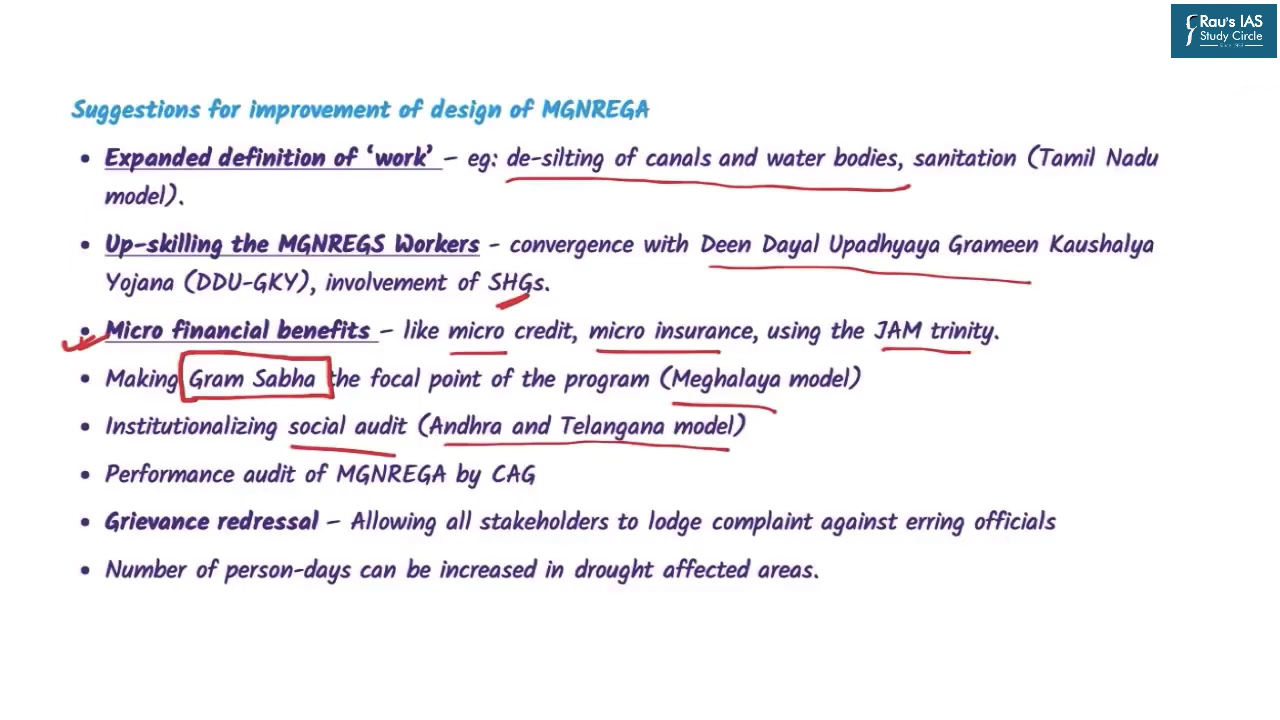 Rau's IAS
Study Circle
Suggestions for improvement of design of MGNREGA
• Expanded definition of ‘work’ – eg: de-silting of canals and water bodies, sanitation (Tamil Nadu
model).
• Up-skilling the MGNREGS Workers - convergence with Deen Dayal Upadhyaya Grameen Kaushalya
Yojana (DDU-GKY), involvement of SHGs.
• Micro financial benefits – like micro credit, micro insurance, using the JAM trinity.
• Making Gram Sabha the focal point of the program (Meghalaya model)
• Institutionalizing social audit (Andhra and Telangana model)
• Performance audit of MGNREGA by CAG
• Grievance redressal – Allowing all stakeholders to lodge complaint against erring officials
• Number of person-days can be increased in drought affected areas.